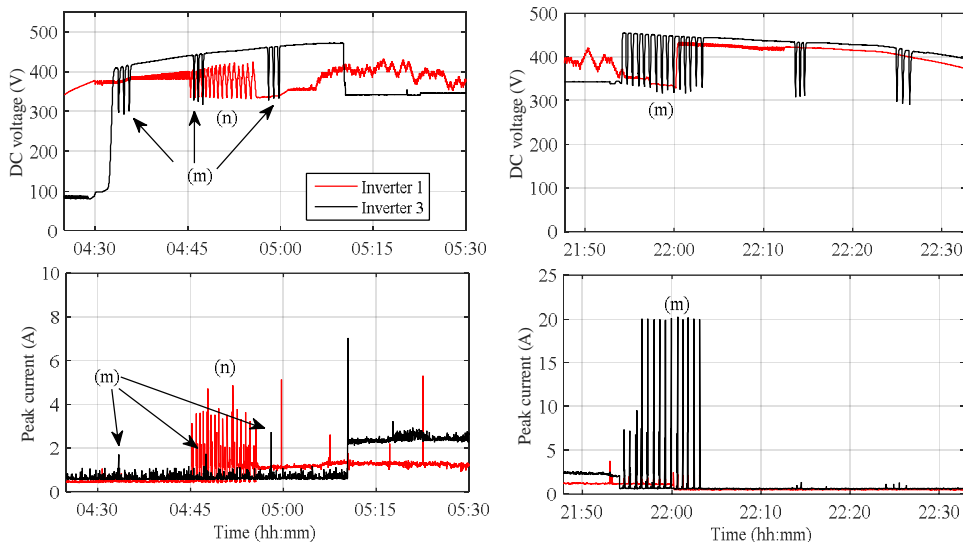 500
400
300
200
100
0
DC voltage (V)
(n)
(m)
Inverter 1
Inverter 3
04:30 04:45 05:00 05:15 05:30
500
400
300
200
100
0
DC voltage (V)
(m)
21:50 22:00 22:10 22:20 22:30
10
8
6
4
2
0
Peak current (A)
(n)
(m)
04:30 04:45 05:00 05:15 05:30
Time (hh:mm)
25
20
15
10
5
0
Peak current (A)
(m)
21:50 22:00 22:10 22:20 22:30
Time (hh:mm)